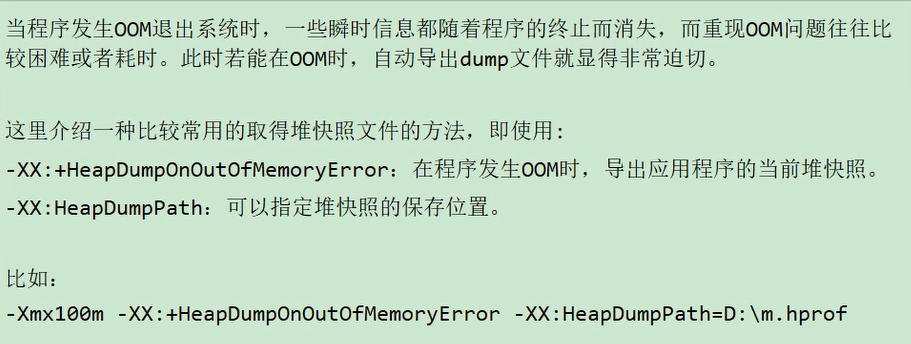 当程序发生OOM退出系统时，一些瞬时信息都随着程序的终止而消失，而重现OOM问题往往比
较困难或者耗时。此时若能在OOM时，自动导出dump文件就显得非常迫切。
这里介绍一种比较常用的取得堆快照文件的方法，即使用：
-XX:+HeapDumpOnOutOfMemoryError：在程序发生OOM时，导出应用程序的当前堆快照。
-XX:HeapDumpPath：可以指定堆快照的保存位置。
比如：
-Xmx100m -XX:+HeapDumpOnOutOfMemoryError -XX:HeapDumpPath=D:\m.hprof